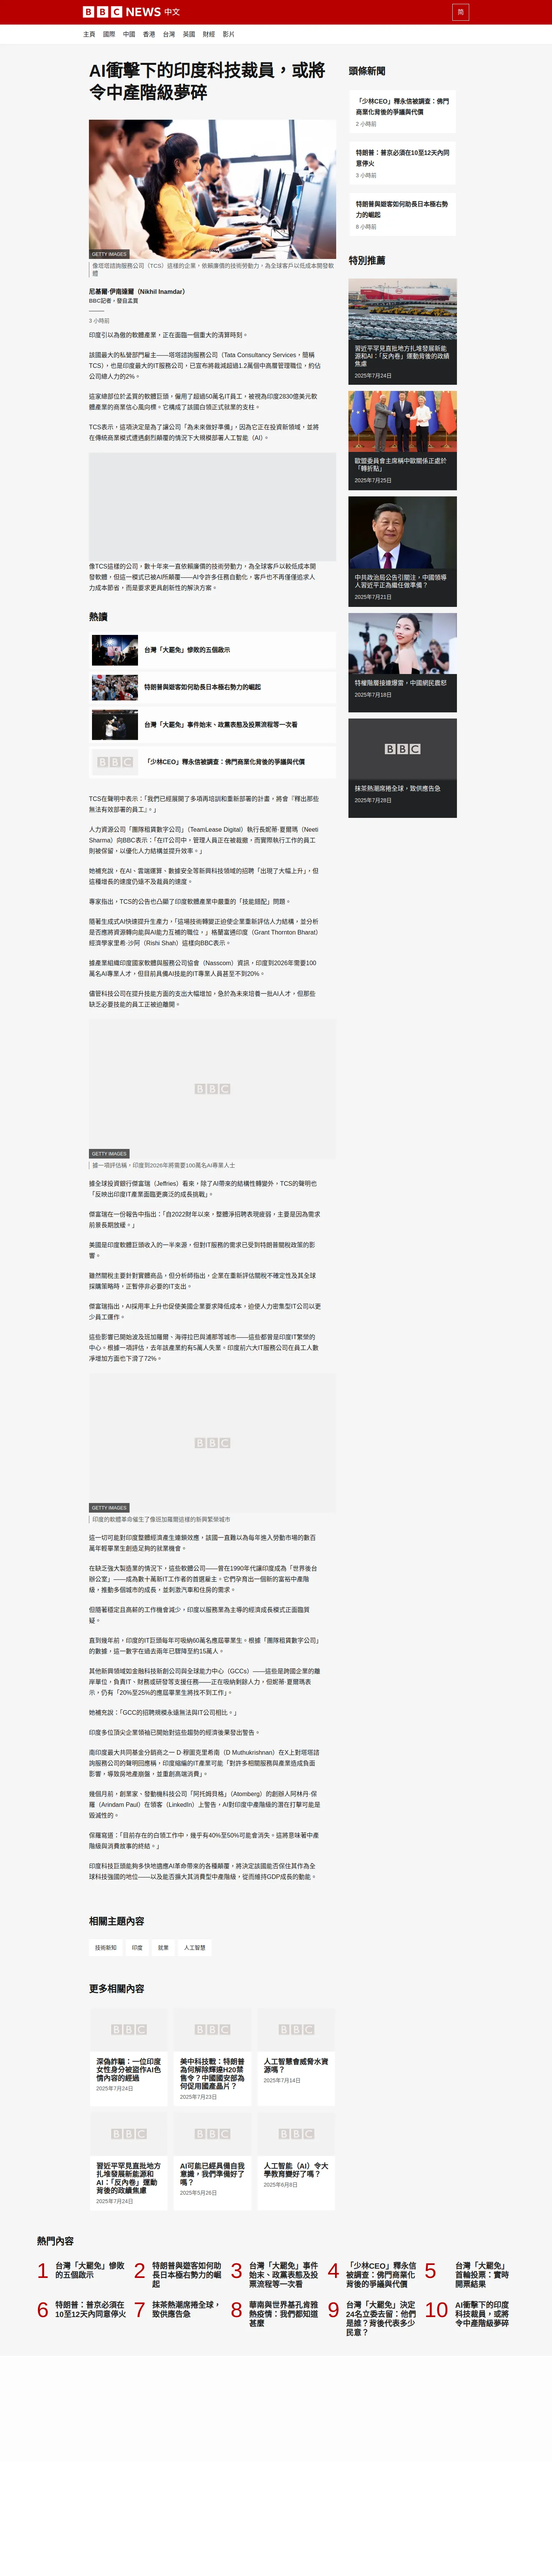 BBC NEWS 中文
简
主頁 國際 中國 香港 台灣 英國 財經 影片
AI衝擊下的印度科技裁員，或將
令中產階級夢碎
GETTY IMAGES
像塔塔諮詢服務公司（TCS）這樣的企業，依賴廉價的技術勞動力，為全球客戶以低成本開發軟
體
尼基爾·伊南達爾（Nikhil Inamdar）
BBC記者，發自孟買
3 小時前
印度引以為傲的軟體產業，正在面臨一個重大的清算時刻。
該國最大的私營部門雇主——塔塔諮詢服務公司（Tata Consultancy Services，簡稱
TCS），也是印度最大的IT服務公司，已宣布將裁減超過1.2萬個中高層管理職位，約佔
公司總人力的2%。
這家總部位於孟買的軟體巨頭，僱用了超過50萬名IT員工，被視為印度2830億美元軟
體產業的商業信心風向標。它構成了該國白領正式就業的支柱。
TCS表示，這項決定是為了讓公司「為未來做好準備」，因為它正在投資新領域，並將
在傳統商業模式遭遇劇烈顛覆的情況下大規模部署人工智能（AI）。
像TCS這樣的公司，數十年來一直依賴廉價的技術勞動力，為全球客戶以較低成本開
發軟體，但這一模式已被AI所顛覆——AI令許多任務自動化，客戶也不再僅僅追求人
力成本節省，而是要求更具創新性的解決方案。
熱讀
台灣「大罷免」慘敗的五個啟示
特朗普與遊客如何助長日本極右勢力的崛起
台灣「大罷免」事件始末、政黨表態及投票流程等一次看
BBC
「少林CEO」釋永信被調查：佛門商業化背後的爭議與代價
TCS在聲明中表示：「我們已經展開了多項再培訓和重新部署的計畫，將會『釋出那些
無法有效部署的員工』。」
人力資源公司「團隊租賃數字公司」（TeamLease Digital）執行長妮蒂·夏爾瑪（Neeti
Sharma）向BBC表示：「在IT公司中，管理人員正在被裁撤，而實際執行工作的員工
則被保留，以優化人力結構並提升效率。」
她補充說，在AI、雲端運算、數據安全等新興科技領域的招聘「出現了大幅上升」，但
這種增長的速度仍遠不及裁員的速度。
專家指出，TCS的公告也凸顯了印度軟體產業中嚴重的「技能錯配」問題。
隨著生成式AI快速提升生產力，「這場技術轉變正迫使企業重新評估人力結構，並分析
是否應將資源轉向能與AI能力互補的職位，」格蘭富通印度（Grant Thornton Bharat）
經濟學家里希·沙阿（Rishi Shah）這樣向BBC表示。
據產業組織印度國家軟體與服務公司協會（Nasscom）資訊，印度到2026年需要100
萬名AI專業人才，但目前具備AI技能的IT專業人員甚至不到20%。
儘管科技公司在提升技能方面的支出大幅增加，急於為未來培養一批AI人才，但那些
缺乏必要技能的員工正被迫離開。
BBC
GETTY IMAGES
據一項評估稱，印度到2026年將需要100萬名AI專業人士
據全球投資銀行傑富瑞（Jeffries）看來，除了AI帶來的結構性轉變外，TCS的聲明也
「反映出印度IT產業面臨更廣泛的成長挑戰」。
傑富瑞在一份報告中指出：「自2022財年以來，整體淨招聘表現疲弱，主要是因為需求
前景長期放緩。」
美國是印度軟體巨頭收入的一半來源，但對IT服務的需求已受到特朗普關稅政策的影
響。
雖然關稅主要針對實體商品，但分析師指出，企業在重新評估關稅不確定性及其全球
採購策略時，正暫停非必要的IT支出。
傑富瑞指出，AI採用率上升也促使美國企業要求降低成本，迫使人力密集型IT公司以更
少員工運作。
這些影響已開始波及班加羅爾、海得拉巴與浦那等城市——這些都曾是印度IT繁榮的
中心。根據一項評估，去年該產業約有5萬人失業。印度前六大IT服務公司在員工人數
淨增加方面也下滑了72%。
BBC
GETTY IMAGES
印度的軟體革命催生了像班加羅爾這樣的新興繁榮城市
這一切可能對印度整體經濟產生連鎖效應，該國一直難以為每年進入勞動市場的數百
萬年輕畢業生創造足夠的就業機會。
在缺乏強大製造業的情況下，這些軟體公司——曾在1990年代讓印度成為「世界後台
辦公室」——成為數十萬新IT工作者的首選雇主。它們孕育出一個新的富裕中產階
級，推動多個城市的成長，並刺激汽車和住房的需求。
但隨著穩定且高薪的工作機會減少，印度以服務業為主導的經濟成長模式正面臨質
疑。
直到幾年前，印度的IT巨頭每年可吸納60萬名應屆畢業生。根據「團隊租賃數字公司」
的數據，這一數字在過去兩年已驟降至約15萬人。
其他新興領域如金融科技新創公司與全球能力中心（GCCs）——這些是跨國企業的離
岸單位，負責IT、財務或研發等支援任務——正在吸納剩餘人力，但妮蒂·夏爾瑪表
示，仍有「20%至25%的應屆畢業生將找不到工作」。
她補充說：「GCC的招聘規模永遠無法與IT公司相比。」
印度多位頂尖企業領袖已開始對這些趨勢的經濟後果發出警告。
南印度最大共同基金分銷商之一 D·穆圖克里希南（D Muthukrishnan）在X上對塔塔諮
詢服務公司的聲明回應稱，印度縮編的IT產業可能「對許多相關服務與產業造成負面
影響，導致房地產崩盤，並重創高端消費」。
幾個月前，創業家、發動機科技公司「阿托姆貝格」（Atomberg）的創辦人阿林丹·保
羅（Arindam Paul）在領客（LinkedIn）上警告，AI對印度中產階級的潛在打擊可能是
毀滅性的。
保羅寫道：「目前存在的白領工作中，幾乎有40%至50%可能會消失，這將意味著中產
階級與消費故事的終結。」
印度科技巨頭能夠多快地適應AI革命帶來的各種顛覆，將決定該國能否保住其作為全
球科技強國的地位——以及能否擴大其消費型中產階級，從而維持GDP成長的動能。
相關主題內容
技術新知 印度 就業 人工智慧
更多相關內容
BBC
深偽詐騙：一位印度
女性身分被盜作AI色
情內容的經過
2025年7月24日
BBC
美中科技戰：特朗普
為何解除輝達H20禁
售令？中國國安部為
何促用國產晶片？
2025年7月23日
BBC
人工智慧會威脅水資
源嗎？
2025年7月14日
BBC
習近平罕見直批地方
扎堆發展新能源和
AI：「反內卷」運動
背後的政績焦慮
2025年7月24日
BBC
AI可能已經具備自我
意識，我們準備好了
嗎？
2025年5月26日
BBC
人工智能（AI）令大
學教育變好了嗎？
2025年6月8日
頭條新聞
「少林CEO」釋永信被調查：佛門
商業化背後的爭議與代價
2 小時前
特朗普：普京必須在10至12天內同
意停火
3 小時前
特朗普與遊客如何助長日本極右勢
力的崛起
6 小時前
特別推薦
習近平罕見直批地方扎堆發展新能
源和AI：「反內卷」運動背後的政績
焦慮
2025年7月24日
歐盟委員會主席稱中歐關係正處於
「轉折點」
2025年7月25日
中共政治局公告引關注，中國領導
人習近平正為繼任做準備？
2025年7月21日
特權階層接連爆雷，中國網民震怒
2025年7月18日
BBC
抹茶熱潮席捲全球，致供應告急
2025年7月28日
熱門內容
1 台灣「大罷免」慘敗
的五個啟示
2 特朗普與遊客如何助
長日本極右勢力的崛
起
3 台灣「大罷免」事件
始末、政黨表態及投
票流程等一次看
4 「少林CEO」釋永信
被調查：佛門商業化
背後的爭議與代價
5 台灣「大罷免」
首輪投票：實時
開票結果
6 特朗普：普京必須在
10至12天內同意停火
7 抹茶熱潮席捲全球，
致供應告急
8 華南與世界基孔肯雅
熱疫情：我們都知道
甚麼
9 台灣「大罷免」決定
24名立委去留：他們
是誰？背後代表多少
民意？
10 AI衝擊下的印度
科技裁員，或將
令中產階級夢碎